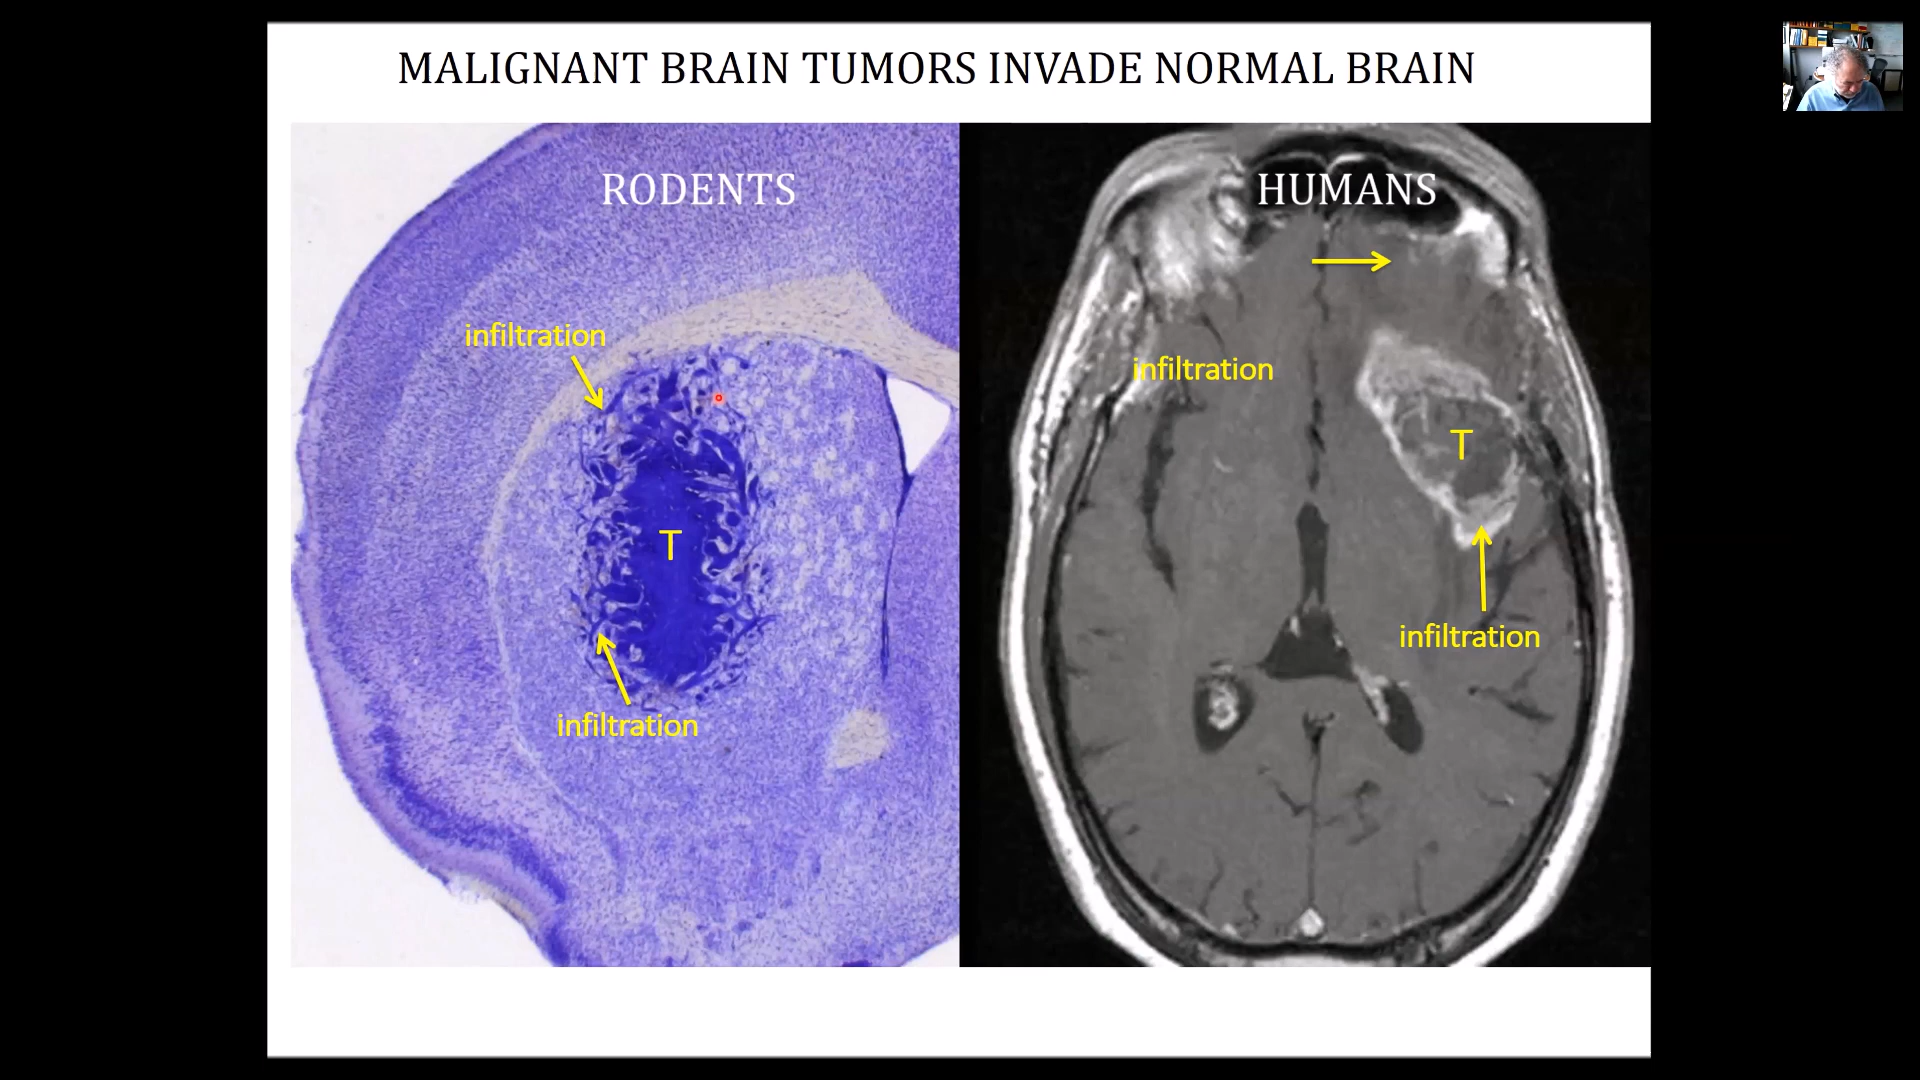 MALIGNANT BRAIN TUMORS INVADE NORMAL BRAIN
RODENTS
infiltration
T
infiltration
HUMANS
infiltration
T
infiltration